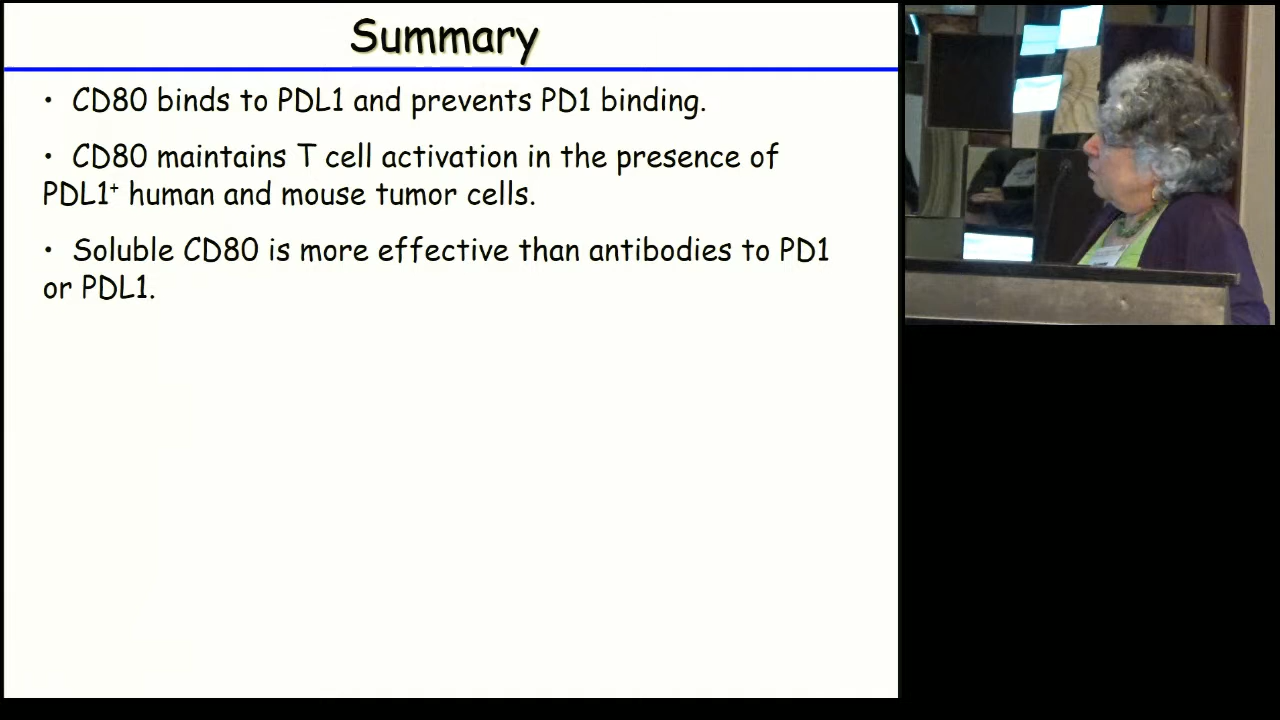 Summary
• CD80 binds to PDL1 and prevents PD1 binding.
• CD80 maintains T cell activation in the presence of
PDL1⁺ human and mouse tumor cells.
• Soluble CD80 is more effective than antibodies to PD1
or PDL1.